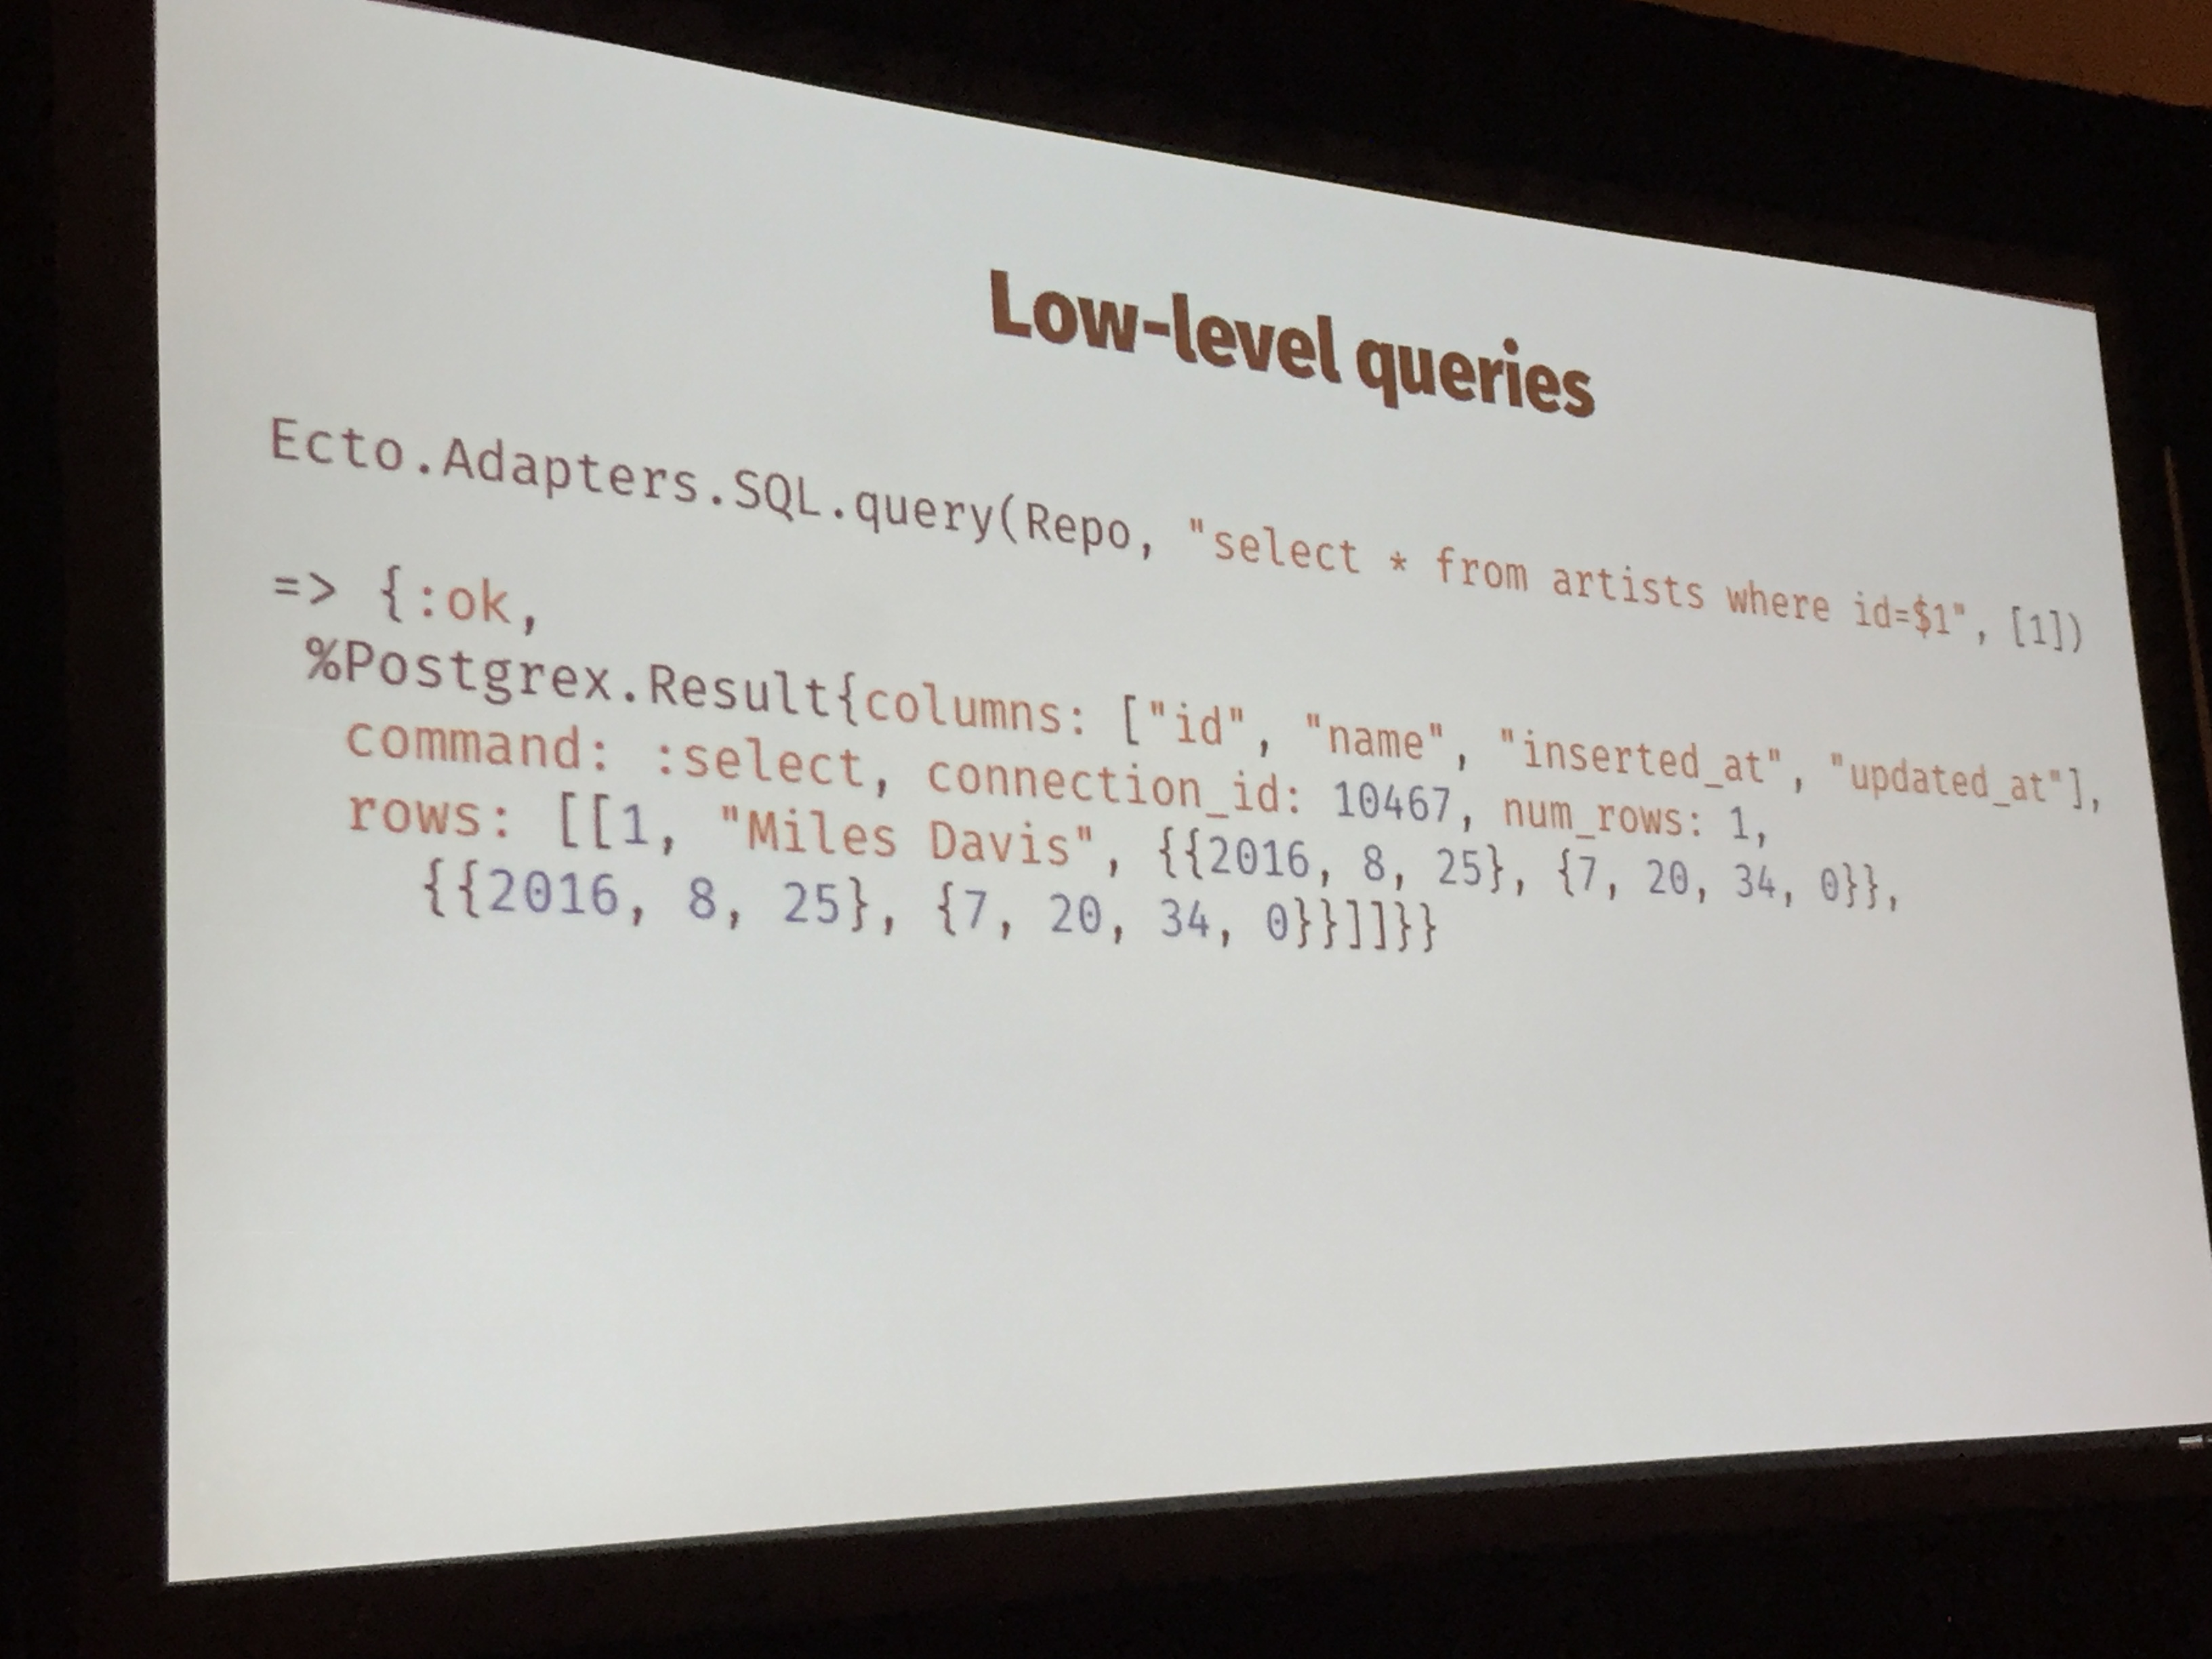 Low-level queries
Ecto.Adapters.SQL.query(Repo, "select * from artists where id=$1", [1])
=> {:ok,
%Postgrex.Result{columns: ["id", "name", "inserted_at", "updated_at"],
command: :select, connection_id: 10467, num_rows: 1,
rows: [[1, "Miles Davis", {{2016, 8, 25}, {7, 20, 34, 0}},
{{2016, 8, 25}, {7, 20, 34, 0}}]]}}